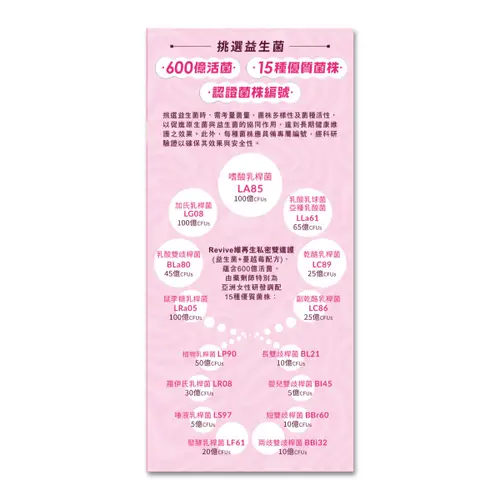 挑選益生菌
·600億活菌· ·15種優質菌株·
·認證菌株編號·
挑選益生菌時，需考量菌量、菌株多樣性及菌種活性，
以促進原生菌與益生菌的協同作用，達到長期健康維
護之效果。此外，每種菌株應具備專屬編號，經科研
驗證以確保其效果與安全性。
嗜酸乳桿菌
LA85
100億CFUs
加氏乳桿菌
LG08
100億CFUs
乳酸乳球菌
亞種乳酸菌
LLa61
65億CFUs
乳酸雙歧桿菌
BLa80
45億CFUs
Revive維再生私密雙纖護
(益生菌+蔓越莓配方)，
蘊含600億活菌，
由藥劑師特別為
亞洲女性研發調配
15種優質菌株：
乾酪乳桿菌
LC89
25億CFUs
鼠李糖乳桿菌
LRa05
100億CFUs
副乾酪乳桿菌
LC86
25億CFUs
植物乳桿菌 LP90
50億CFUs
長雙歧桿菌 BL21
10億CFUs
羅伊氏乳桿菌 LR08
30億CFUs
嬰兒雙歧桿菌 BI45
5億CFUs
唾液乳桿菌 LS97
5億CFUs
短雙歧桿菌 BBr60
10億CFUs
發酵乳桿菌 LF61
20億CFUs
兩歧雙歧桿菌 BBi32
10億CFUs